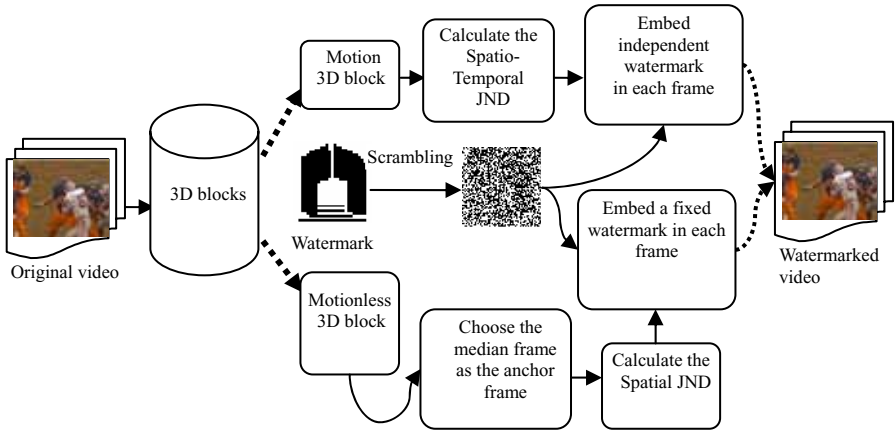 Original video
3D blocks
Motion
3D block
Calculate the
Spatio-
Temporal
JND
Embed
independent
watermark
in each frame
Scrambling
Watermark
Embed a fixed
watermark in each
frame
Watermarked
video
Motionless
3D block
Choose the
median frame
as the anchor
frame
Calculate the
Spatial JND